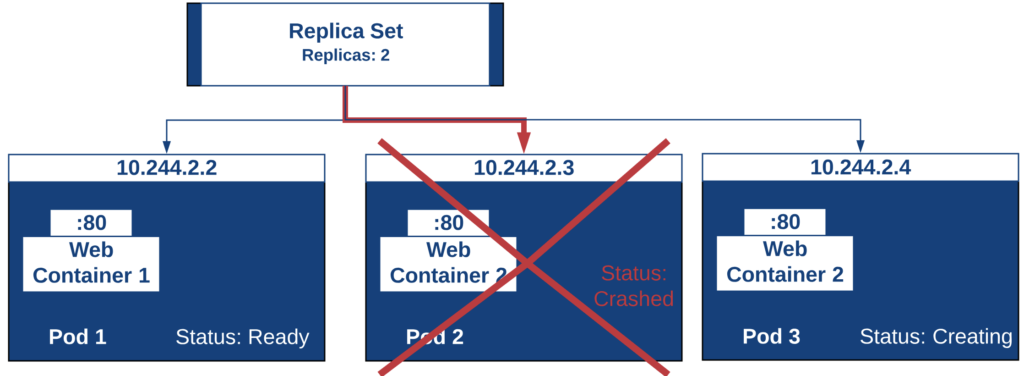 Replica Set
Replicas: 2
10.244.2.2
:80
Web
Container 1
Pod 1
Status: Ready
10.244.2.3
:80
Web
Container 2
Status:
Crashed
Pod 2
10.244.2.4
:80
Web
Container 2
Pod 3
Status: Creating